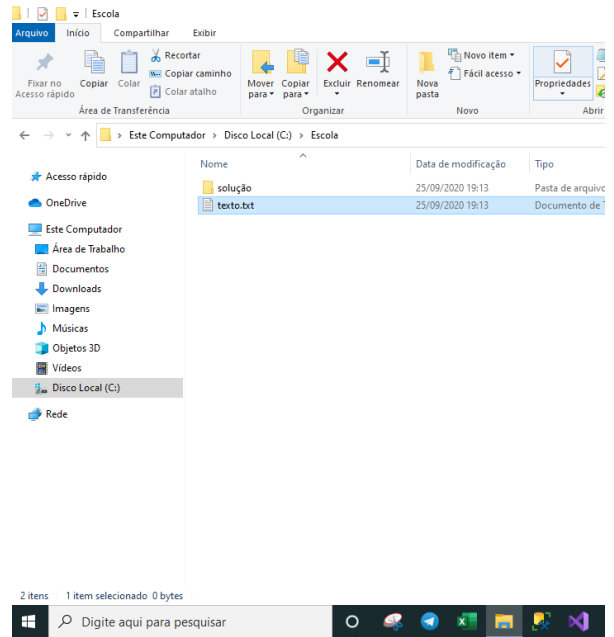 Escola
Arquivo Início Compartilhar Exibir
Fixar no Acesso rápido
Copiar
Colar
Recortar
Copiar caminho
Colar atalho
Área de Transferência
Mover para
Copiar para
Excluir
Renomear
Organizar
Nova pasta
Novo item
Fácil acesso
Novo
Propriedades
Abrir
Este Computador > Disco Local (C:) > Escola
Nome Data de modificação Tipo
solução 25/09/2020 19:13 Pasta de arquivo
texto.txt 25/09/2020 19:13 Documento de T
Acesso rápido
OneDrive
Este Computador
Área de Trabalho
Documentos
Downloads
Imagens
Músicas
Objetos 3D
Vídeos
Disco Local (C:)
Rede
2 itens 1 item selecionado 0 bytes
Digite aqui para pesquisar